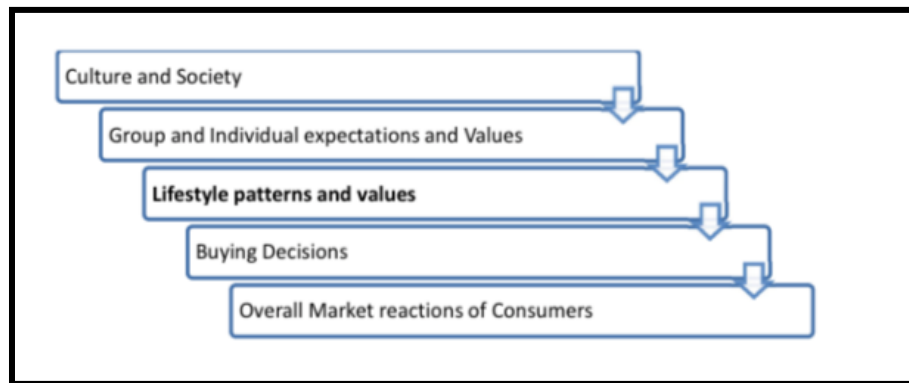 Culture and Society
Group and Individual expectations and Values
Lifestyle patterns and values
Buying Decisions
Overall Market reactions of Consumers